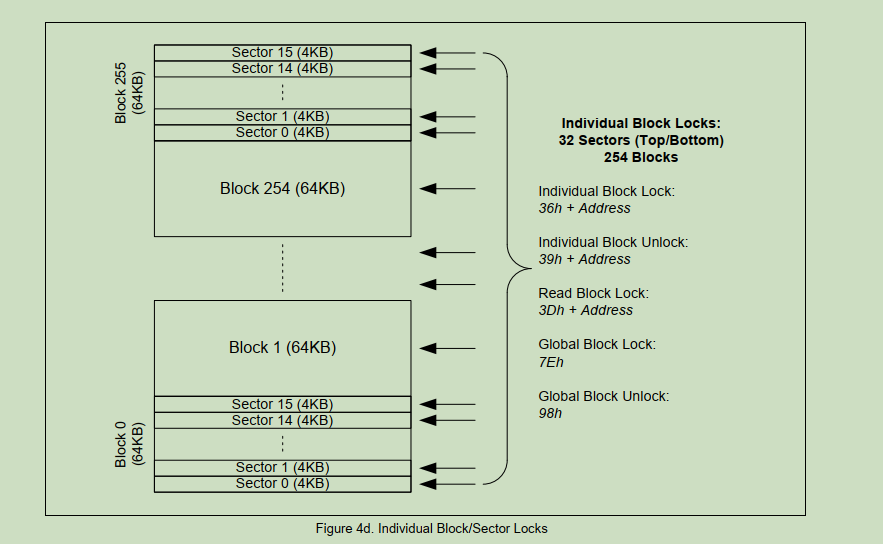 Block 255
(64KB)
Sector 15 (4KB)
Sector 14 (4KB)
Sector 1 (4KB)
Sector 0 (4KB)
Block 254 (64KB)
Block 1 (64KB)
Block 0
(64KB)
Sector 15 (4KB)
Sector 14 (4KB)
Sector 1 (4KB)
Sector 0 (4KB)
Individual Block Locks:
32 Sectors (Top/Bottom)
254 Blocks
Individual Block Lock:
36h + Address
Individual Block Unlock:
39h + Address
Read Block Lock:
3Dh + Address
Global Block Lock:
7Eh
Global Block Unlock:
98h
Figure 4d. Individual Block/Sector Locks